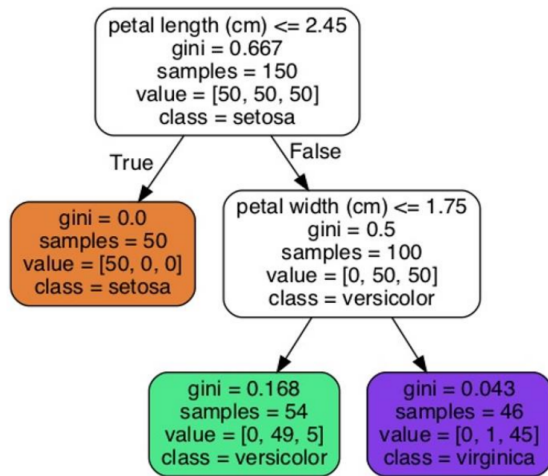 petal length (cm) <= 2.45
gini = 0.667
samples = 150
value = [50, 50, 50]
class = setosa
True
False
gini = 0.0
samples = 50
value = [50, 0, 0]
class = setosa
petal width (cm) <= 1.75
gini = 0.5
samples = 100
value = [0, 50, 50]
class = versicolor
gini = 0.168
samples = 54
value = [0, 49, 5]
class = versicolor
gini = 0.043
samples = 46
value = [0, 1, 45]
class = virginica